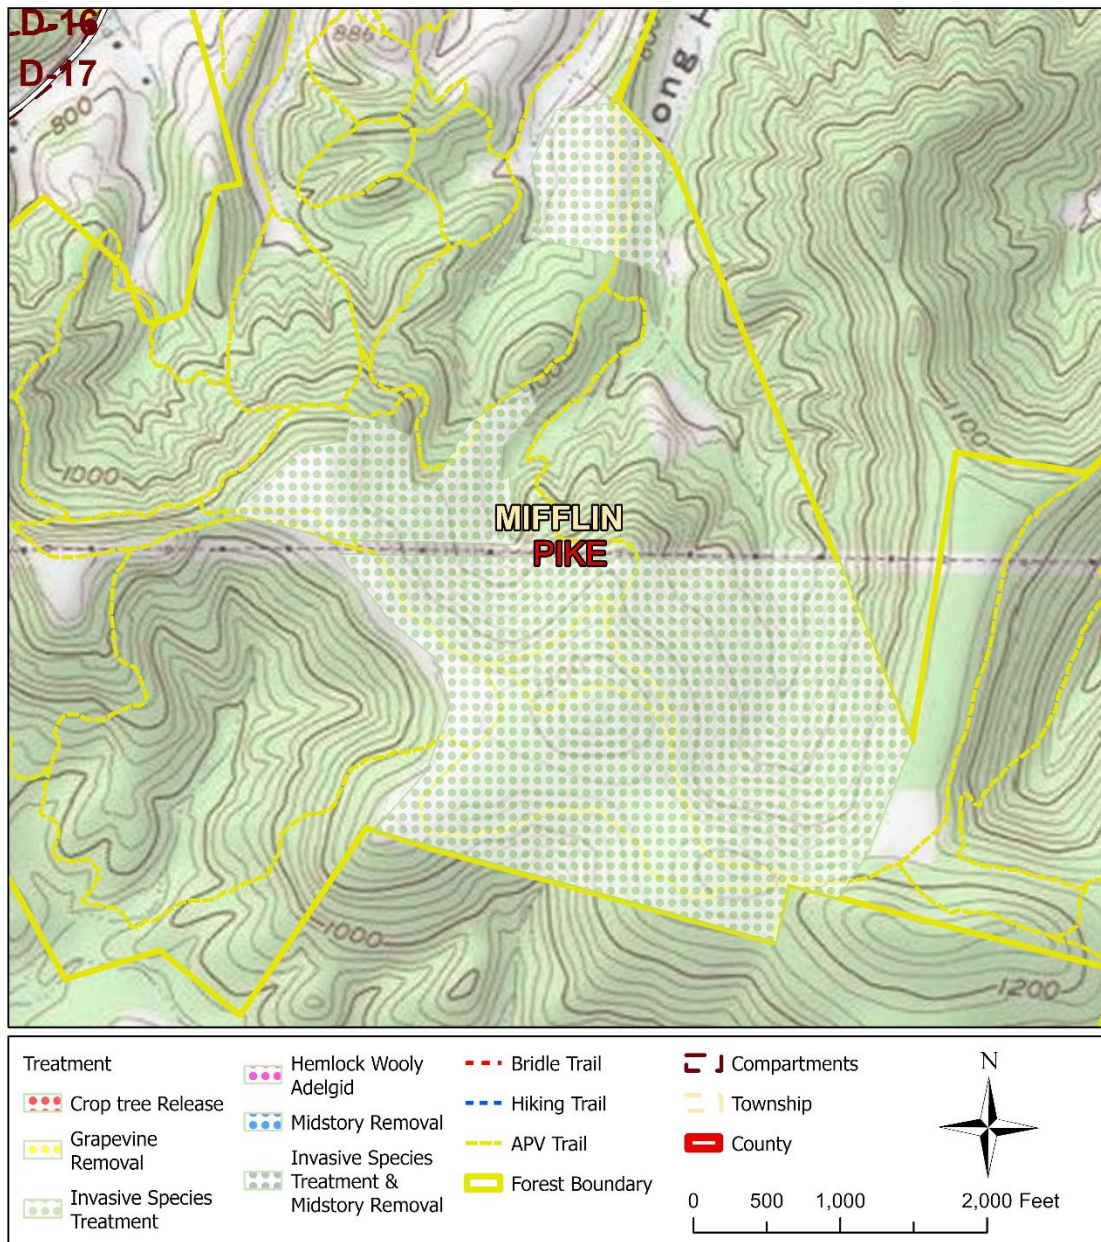 D-16
D-17
886
800
ong H
1000
1100
MIFFLIN
PIKE
1000
1200
Treatment
Crop tree Release
Grapevine
Removal
Invasive Species
Treatment
Hemlock Wooly
Adelgid
Midstory Removal
Invasive Species
Treatment &
Midstory Removal
Bridle Trail
Hiking Trail
APV Trail
Forest Boundary
Compartments
Township
County
N
0 500 1,000 2,000 Feet